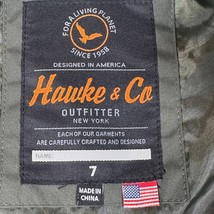 FOR A LIVING PLANET
SINCE 1958
DESIGNED IN AMERICA
Hawke & Co
OUTFITTER
NEW YORK
EACH OF OUR GARMENTS
ARE CAREFULLY CRAFTED AND DESIGNED
NAME:
7
MADE IN
CHINA